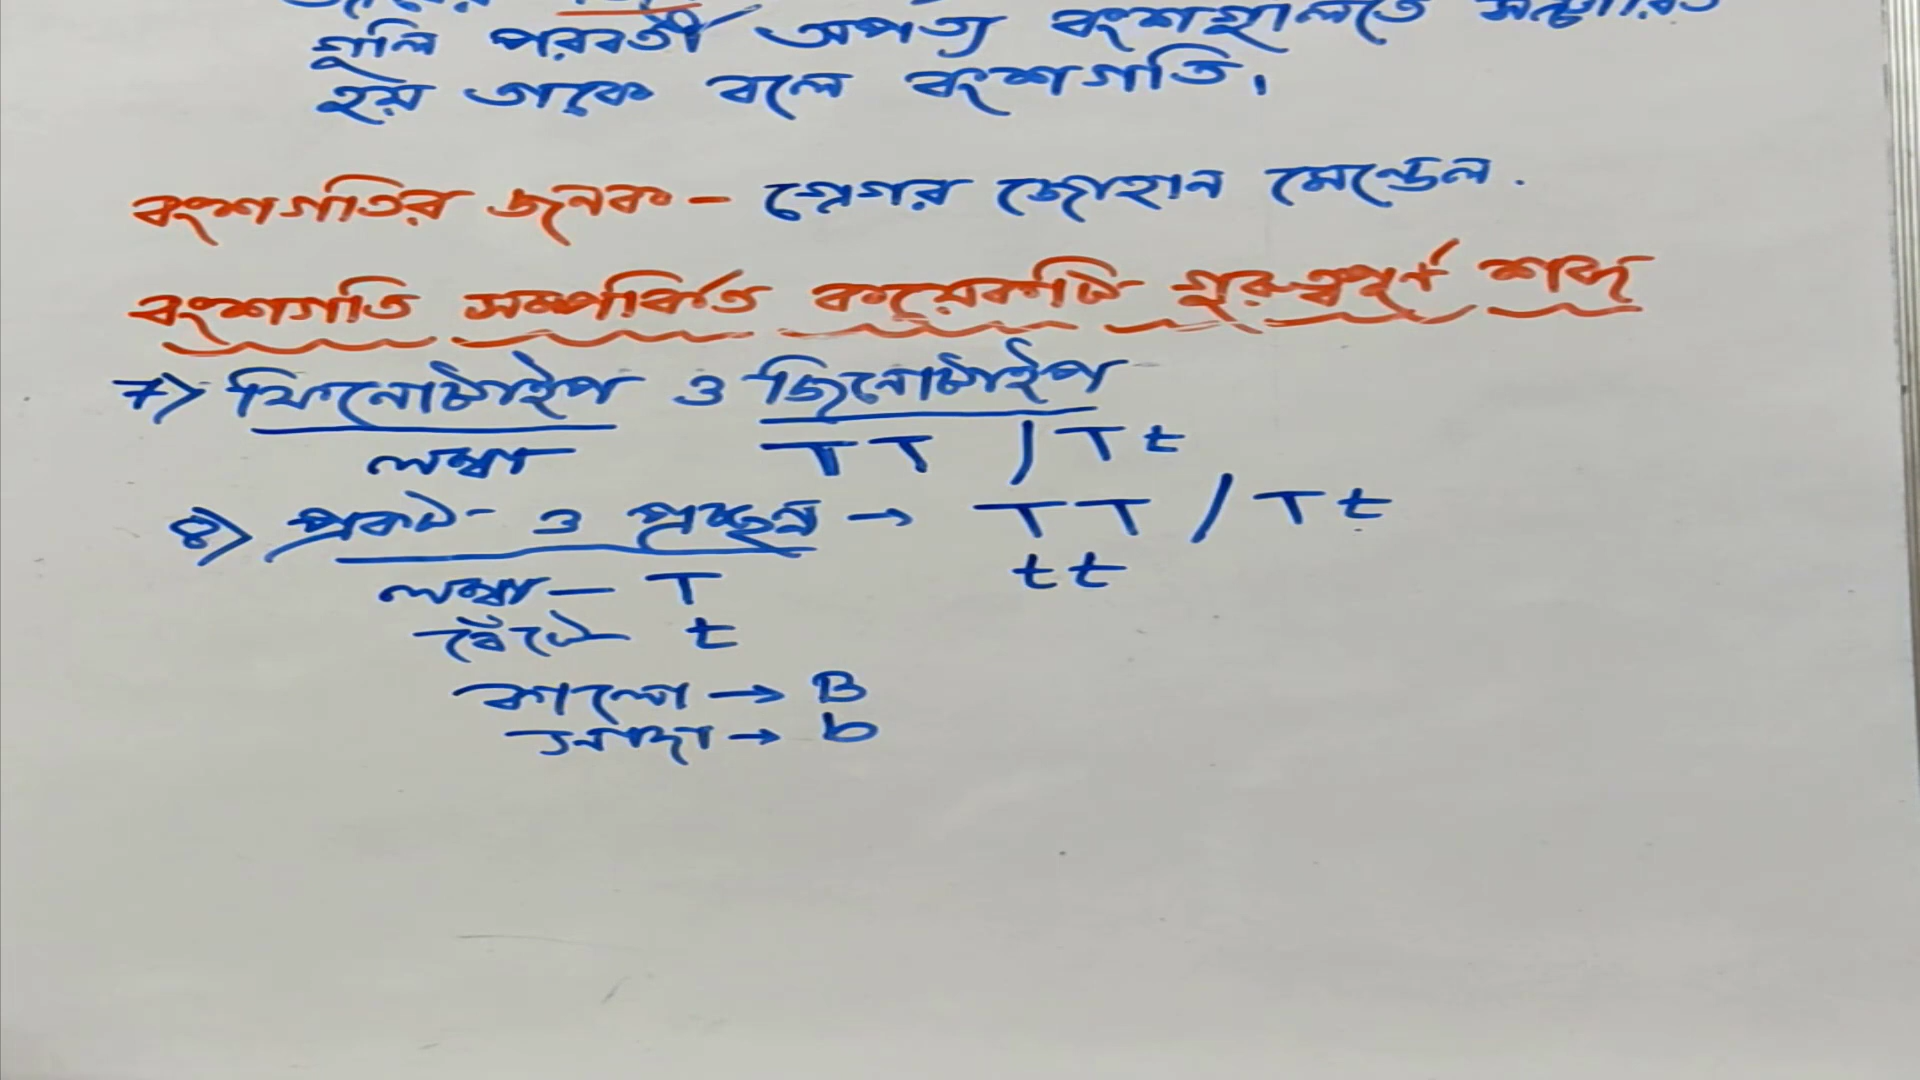 গুলি পরবর্তী অপত্য বংশগুলিতে সঞ্চারিত
হয় তাকে বলে বংশগতি।
বংশগতির জনক - গ্রেগর জোহান মেন্ডেল.
বংশগতি সম্পর্কিত কয়েকটি গুরুত্বপূর্ণ শব্দ
7) ফিনোটাইপ ও জিনোটাইপ
লম্বা TT / Tt
8) প্রকট ও প্রচ্ছন্ন → TT / Tt
tt
লম্বা - T
বেঁটে t
কালো → B
সাদা → b